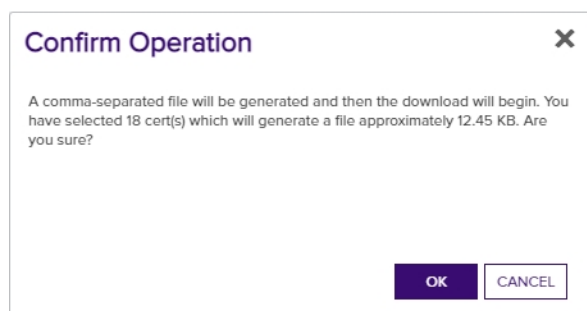 Confirm Operation
A comma-separated file will be generated and then the download will begin. You
have selected 18 cert(s) which will generate a file approximately 12.45 KB. Are
you sure?
OK
CANCEL